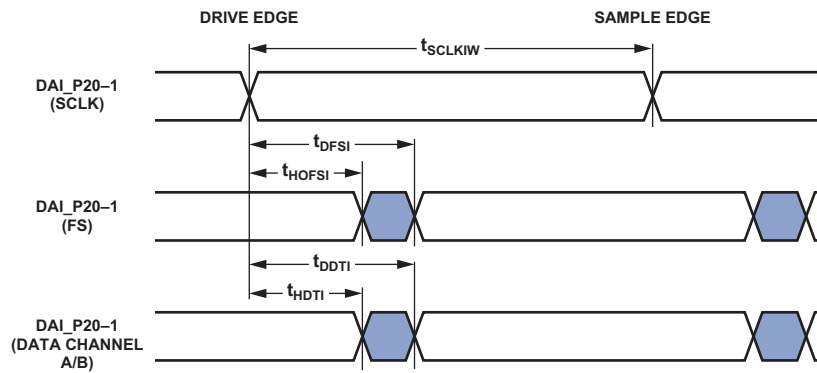 DRIVE EDGE
SAMPLE EDGE
tSCLKIW
DAI_P20–1
(SCLK)
tDFSI
tHOFSI
DAI_P20–1
(FS)
tDDTI
tHDTI
DAI_P20–1
(DATA CHANNEL
A/B)